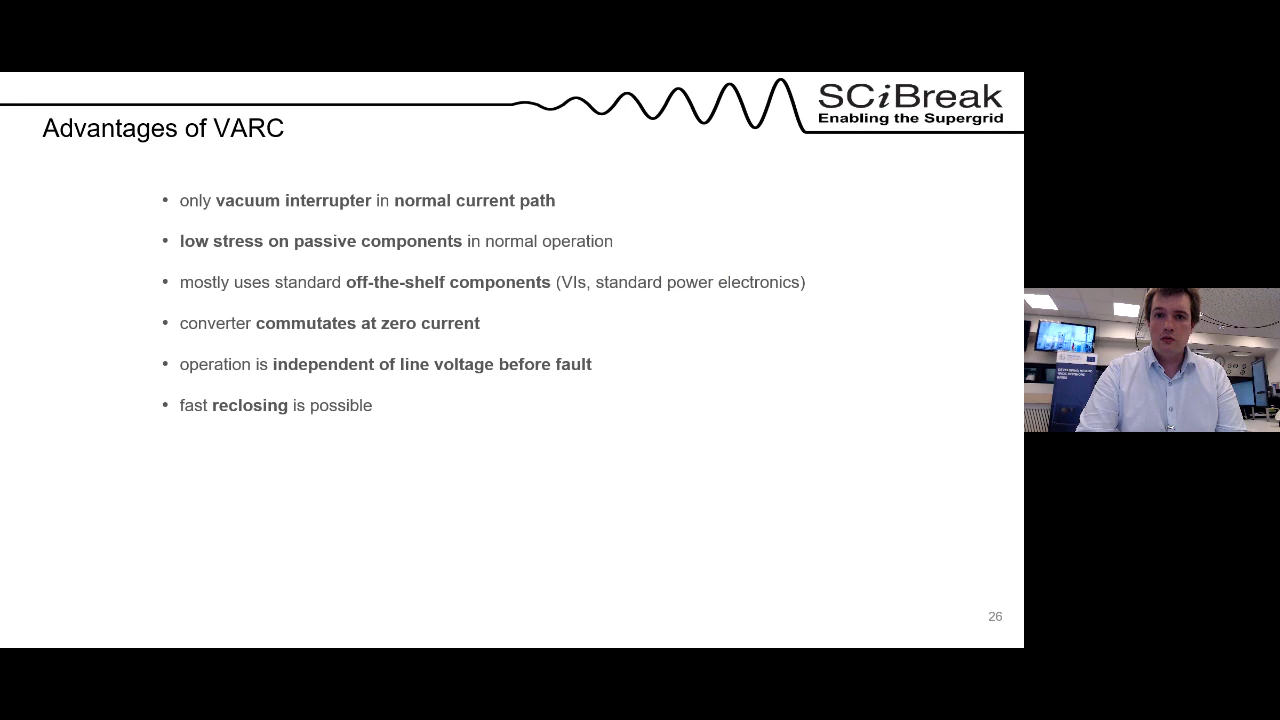 SCiBreak
Enabling the Supergrid
Advantages of VARC
• only vacuum interrupter in normal current path
• low stress on passive components in normal operation
• mostly uses standard off-the-shelf components (VIs, standard power electronics)
• converter commutates at zero current
• operation is independent of line voltage before fault
• fast reclosing is possible
26